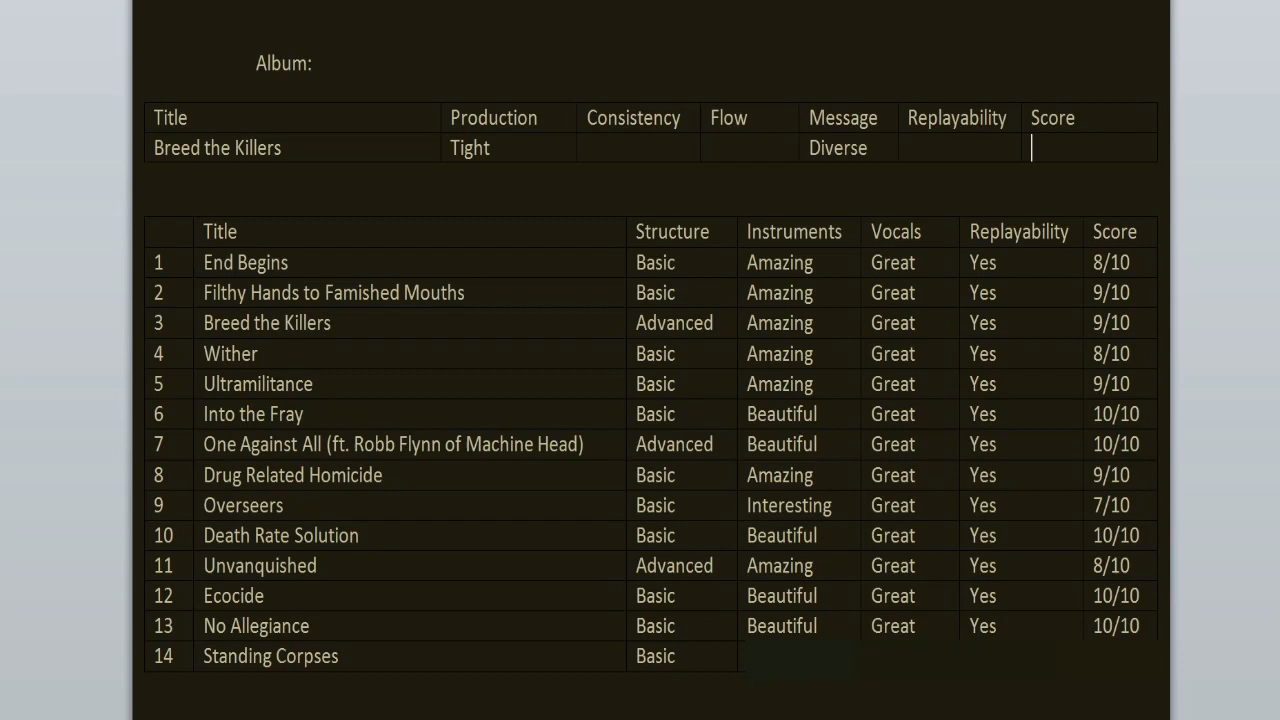 Album:
Title Production Consistency Flow Message Replayability Score
Breed the Killers Tight Diverse
Title Structure Instruments Vocals Replayability Score
1 End Begins Basic Amazing Great Yes 8/10
2 Filthy Hands to Famished Mouths Basic Amazing Great Yes 9/10
3 Breed the Killers Advanced Amazing Great Yes 9/10
4 Wither Basic Amazing Great Yes 8/10
5 Ultramilitance Basic Amazing Great Yes 9/10
6 Into the Fray Basic Beautiful Great Yes 10/10
7 One Against All (ft. Robb Flynn of Machine Head) Advanced Beautiful Great Yes 10/10
8 Drug Related Homicide Basic Amazing Great Yes 9/10
9 Overseers Basic Interesting Great Yes 7/10
10 Death Rate Solution Basic Beautiful Great Yes 10/10
11 Unvanquished Advanced Amazing Great Yes 8/10
12 Ecocide Basic Beautiful Great Yes 10/10
13 No Allegiance Basic Beautiful Great Yes 10/10
14 Standing Corpses Basic